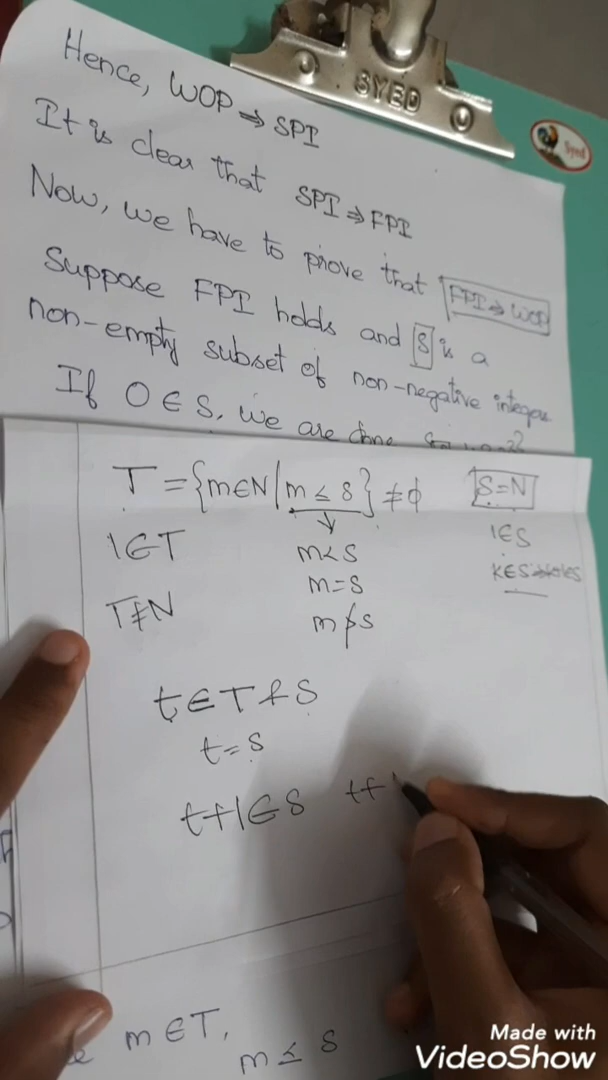 SYED
Syed
Hence, WOP ⇒ SPI
It is clear that SPI ⇒ FPI
Now, we have to prove that FPI ⇒ WOP
Suppose FPI holds and S is a
non-empty subset of non-negative integers
If 0 ∈ S, we are done
T = {m ∈ N | m ≤ s} ≠ φ
S = N
1 ∈ T
m < s
1 ∈ S
m = s
K ∈ S
T ≠ N
m ≯ s
t ∈ T & S
t = s
t+1 ∈ S t+
m ∈ T,
m ≤ s
Made with
VideoShow